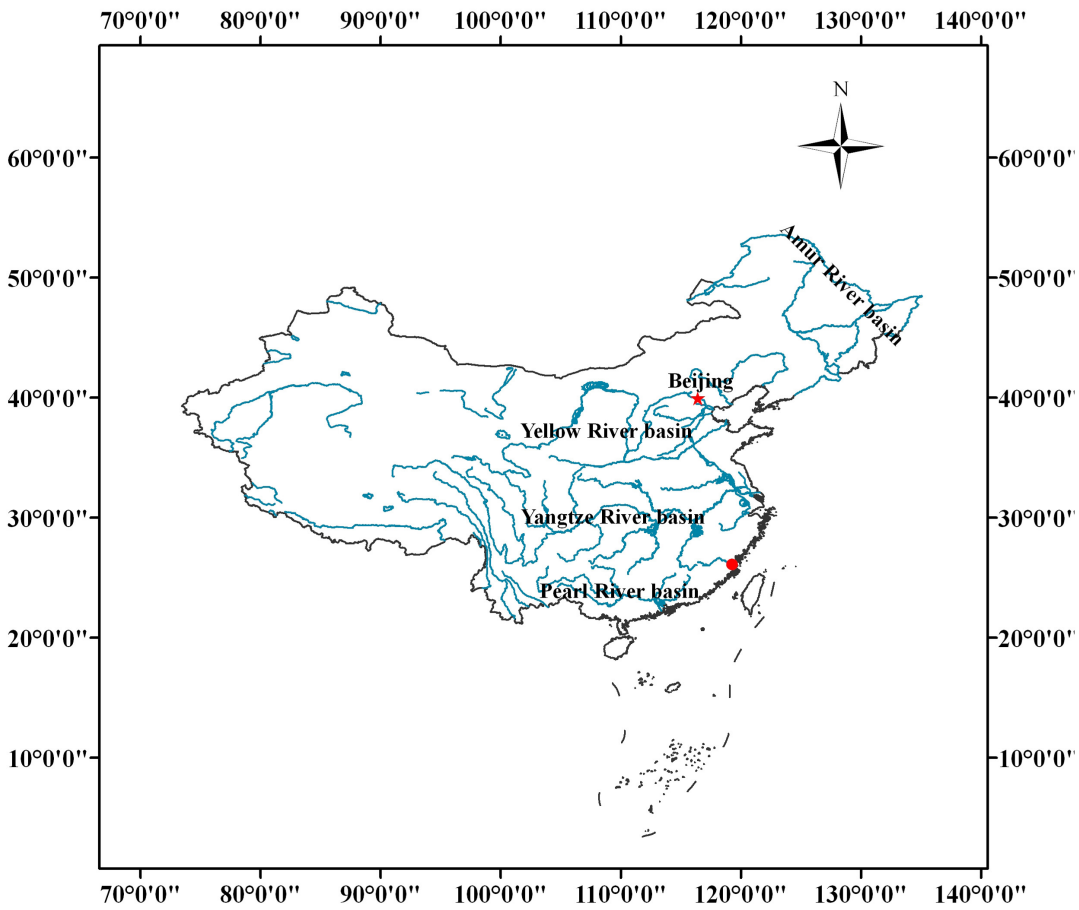 70°0'0" 80°0'0" 90°0'0" 100°0'0" 110°0'0" 120°0'0" 130°0'0" 140°0'0"
N
60°0'0" 60°0'0"
Amur River basin
50°0'0" 50°0'0"
Beijing
40°0'0" 40°0'0"
Yellow River basin
30°0'0" Yangtze River basin 30°0'0"
Pearl River basin
20°0'0" 20°0'0"
10°0'0" 10°0'0"
70°0'0" 80°0'0" 90°0'0" 100°0'0" 110°0'0" 120°0'0" 130°0'0" 140°0'0"